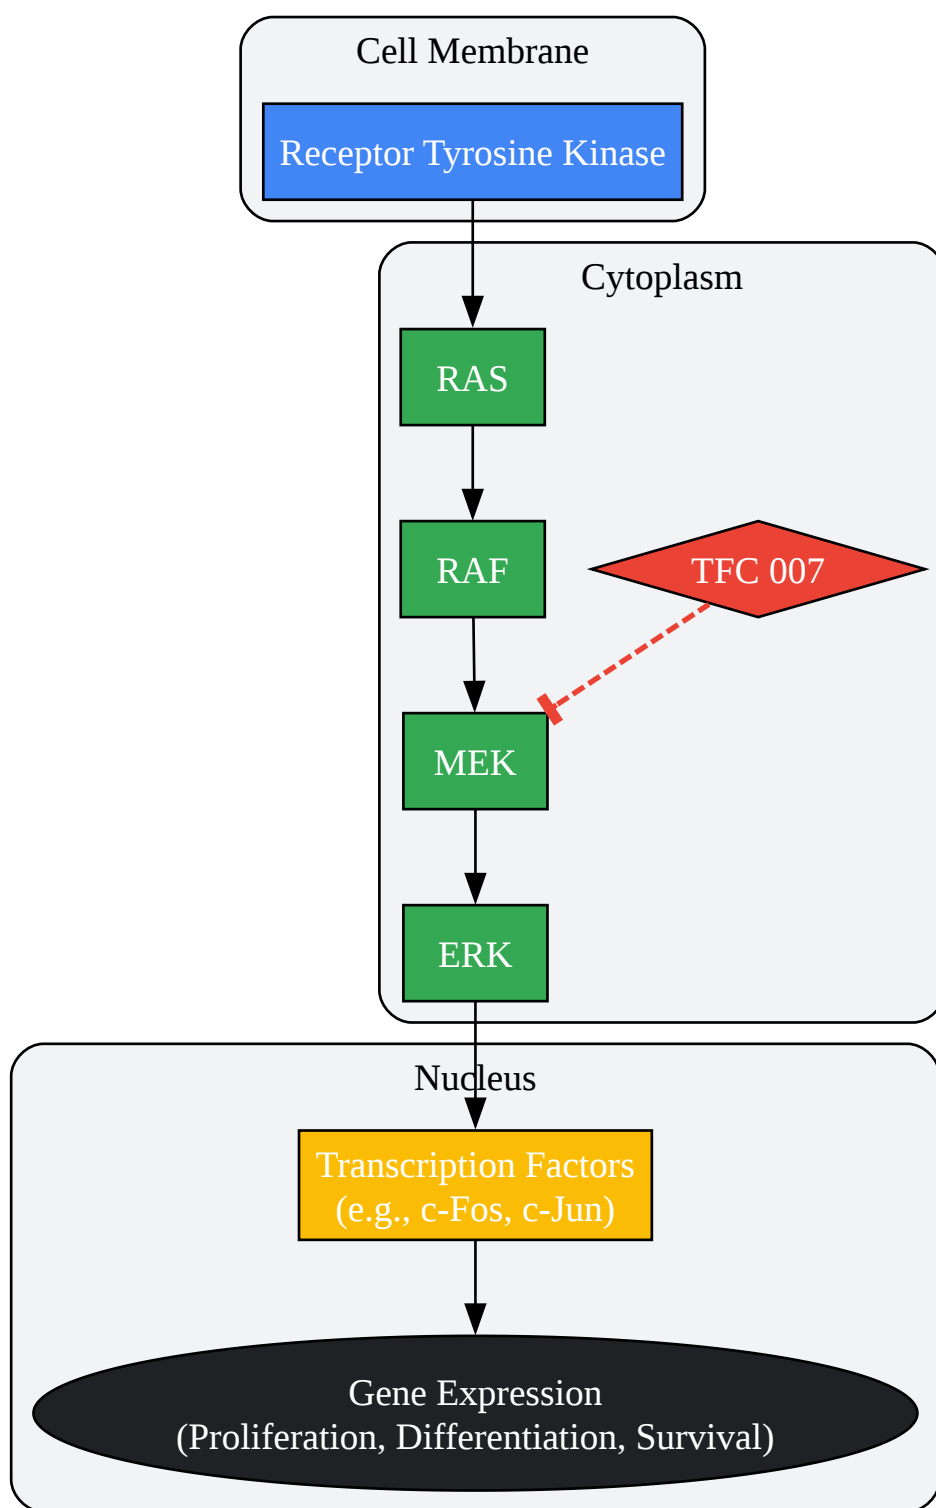 Cell Membrane
Receptor Tyrosine Kinase
Cytoplasm
RAS
RAF
TFC 007
MEK
ERK
Nucleus
Transcription Factors
(e.g., c-Fos, c-Jun)
Gene Expression
(Proliferation, Differentiation, Survival)